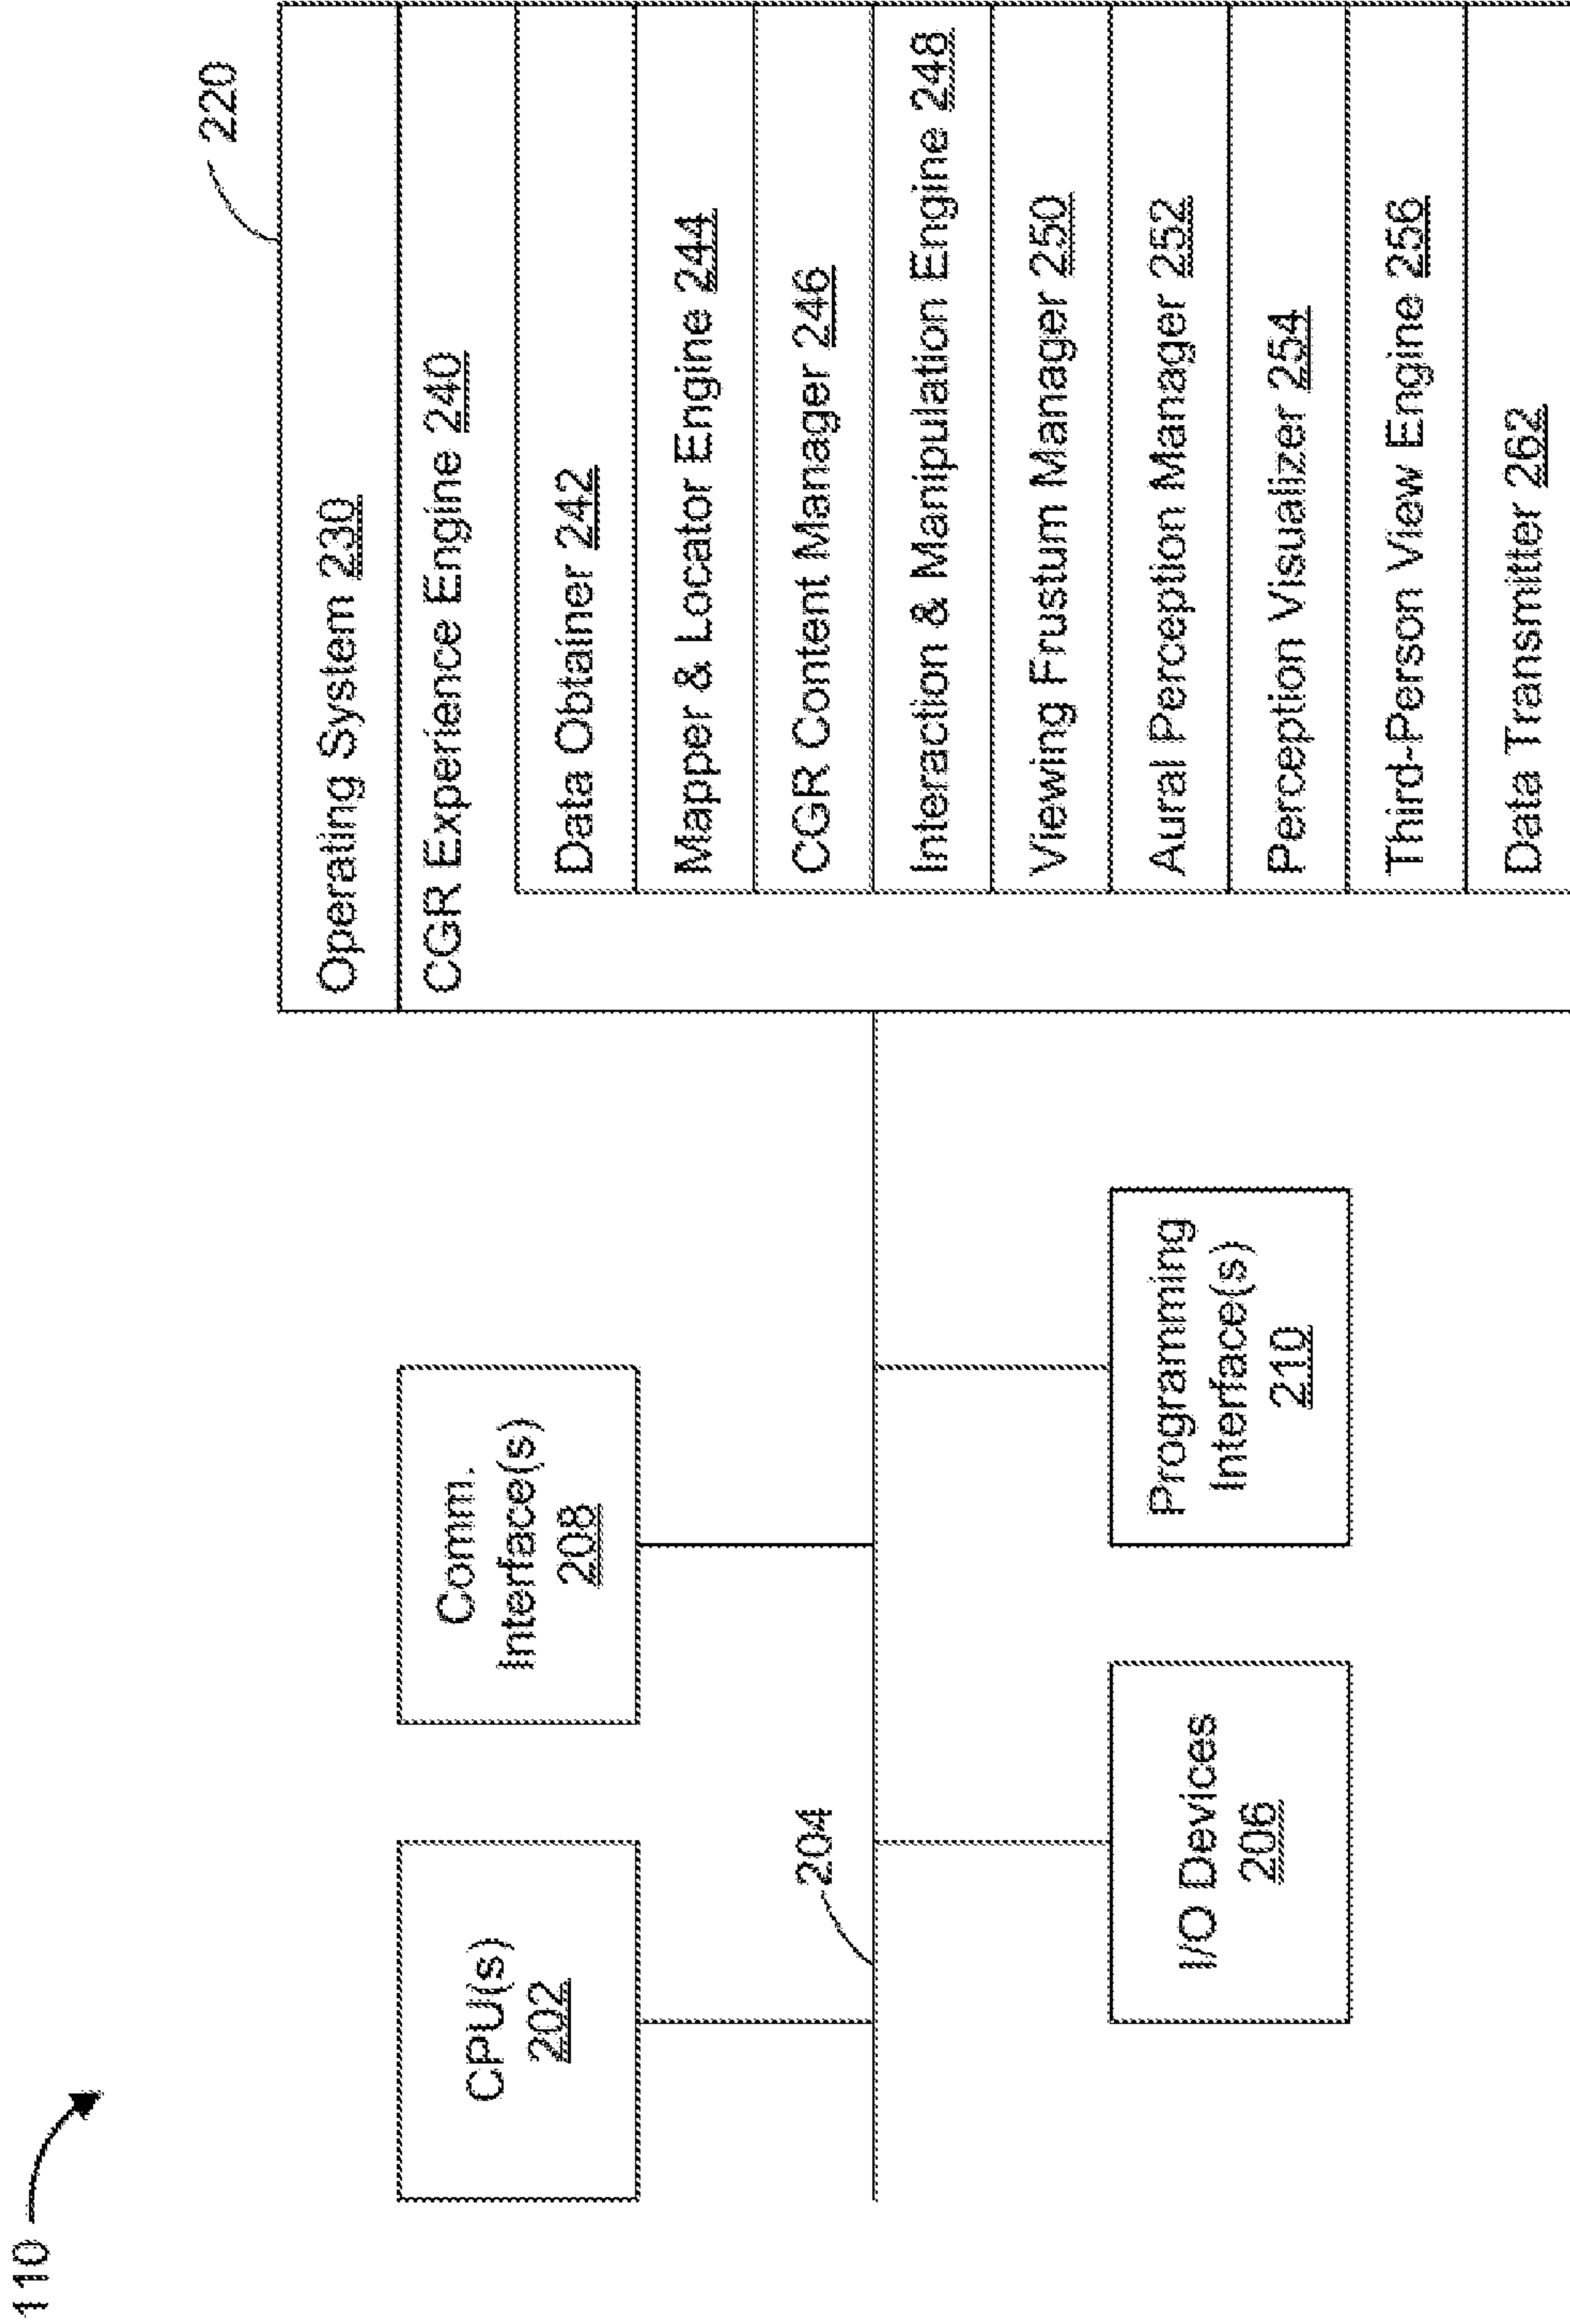 110
220
CPU(s)
202
Comm.
Interface(s)
208
204
I/O Devices
206
Programming
Interface(s)
210
Operating System 230
CGR Experience Engine 240
Data Obtainer 242
Mapper & Locator Engine 244
CGR Content Manager 246
Interaction & Manipulation Engine 248
Viewing Frustum Manager 250
Aural Perception Manager 252
Perception Visualizer 254
Third-Person View Engine 256
Data Transmitter 262